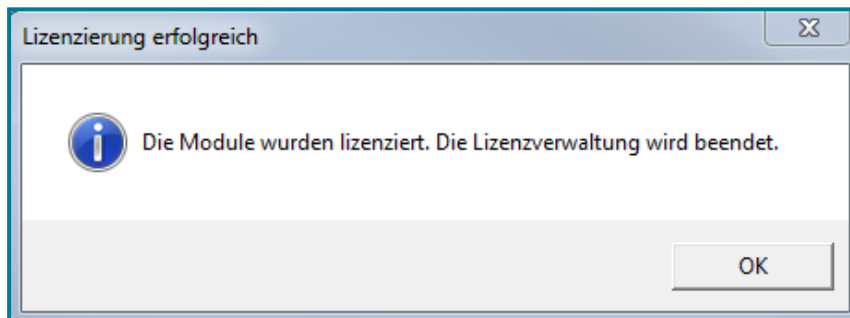 Lizenzierung erfolgreich
Die Module wurden lizenziert. Die Lizenzverwaltung wird beendet.
OK